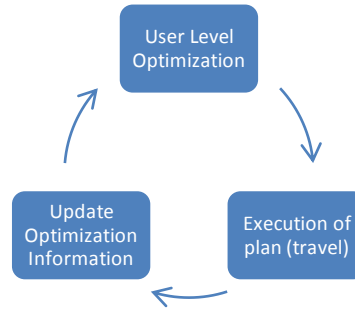 User Level
Optimization
Execution of
plan (travel)
Update
Optimization
Information